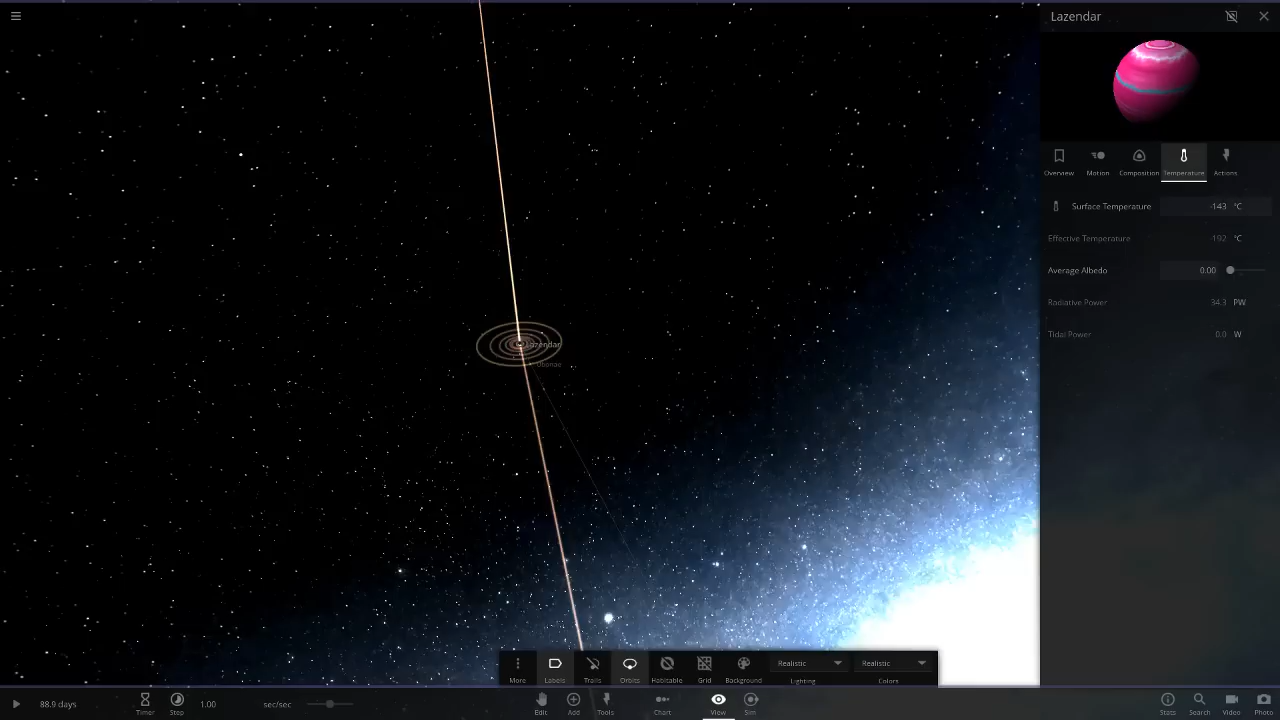 Lazendar
Overview
Motion
Composition
Temperature
Actions
Surface Temperature -143 °C
Effective Temperature -192 °C
Average Albedo 0.00
Radiative Power 34.3 PW
Tidal Power 0.0 W
Lazendar
Obonao
More
Labels
Trails
Orbits
Habitable
Grid
Background
Realistic
Lighting
Realistic
Colors
88.9 days
Timer
Step
1.00 sec/sec
Edit
Add
Tools
Chart
View
Sim
Stats
Search
Video
Photo